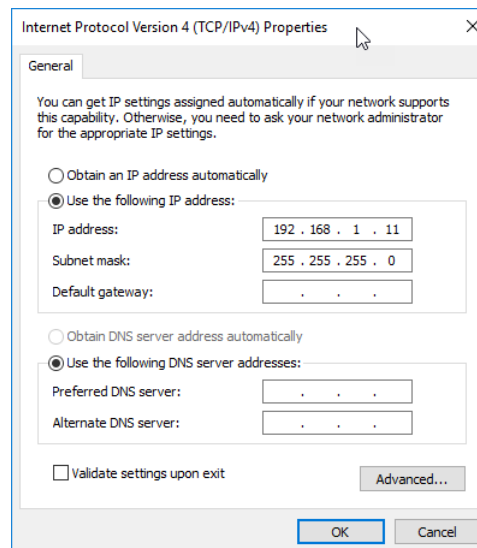 Internet Protocol Version 4 (TCP/IPv4) Properties
General
You can get IP settings assigned automatically if your network supports
this capability. Otherwise, you need to ask your network administrator
for the appropriate IP settings.
Obtain an IP address automatically
Use the following IP address:
IP address: 192 . 168 . 1 . 11
Subnet mask: 255 . 255 . 255 . 0
Default gateway: . . .
Obtain DNS server address automatically
Use the following DNS server addresses:
Preferred DNS server: . . .
Alternate DNS server: . . .
Validate settings upon exit
Advanced...
OK Cancel